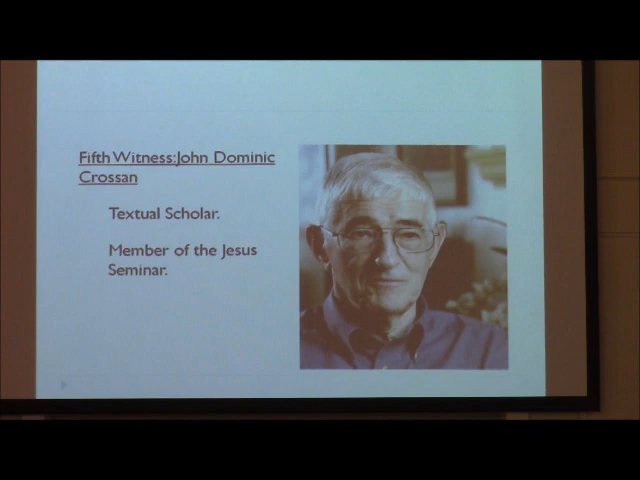 Fifth Witness:John Dominic
Crossan
Textual Scholar.
Member of the Jesus
Seminar.